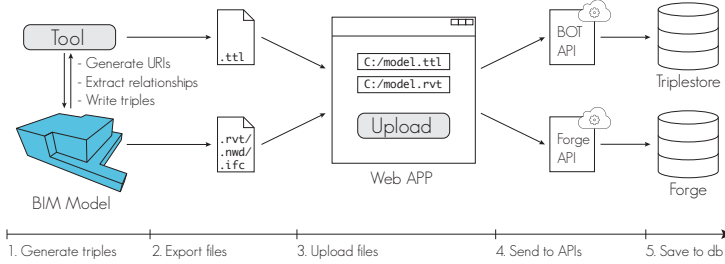 Tool
- Generate URIs
- Extract relationships
- Write triples
BIM Model
.ttl
.rvt/
.nwd/
.ifc
C:/model.ttl
C:/model.rvt
Upload
Web APP
BOT
API
Forge
API
Triplestore
Forge
1. Generate triples
2. Export files
3. Upload files
4. Send to APIs
5. Save to db